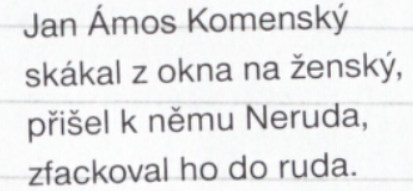 Jan Ámos Komenský
skákal z okna na ženský,
přišel k němu Neruda,
zfackoval ho do ruda.